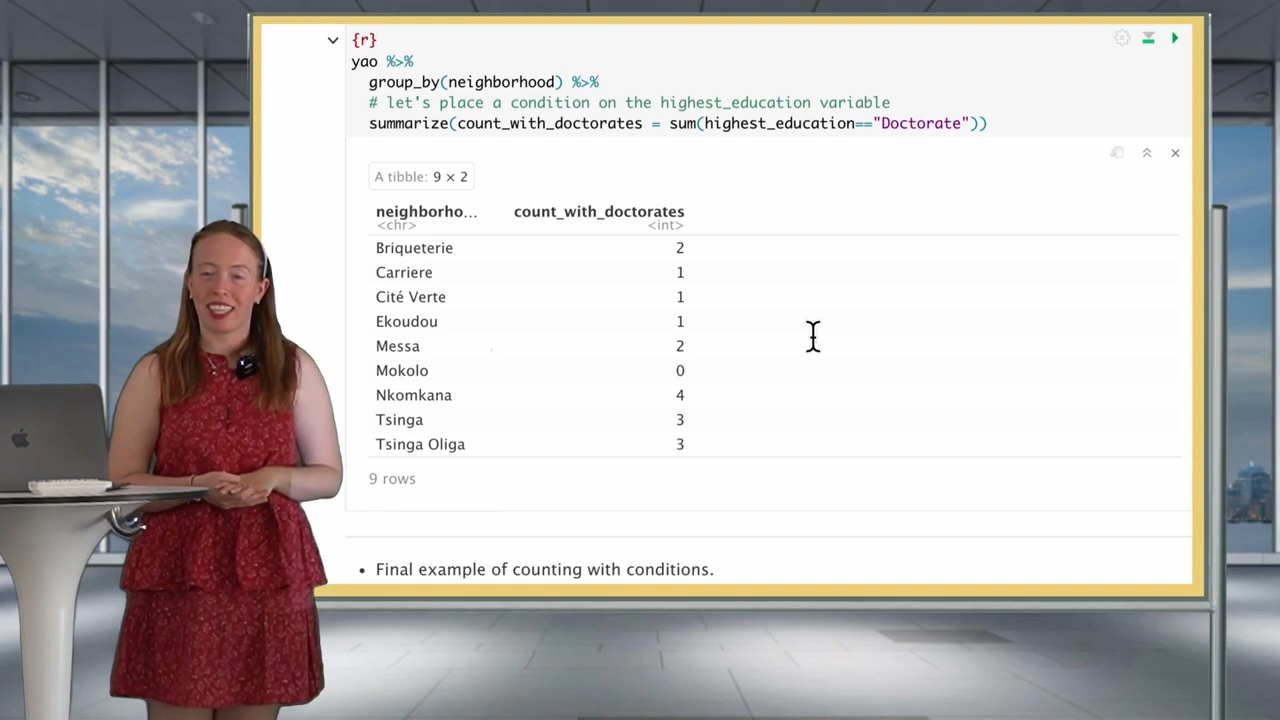 {r}
yao %>%
group_by(neighborhood) %>%
# let's place a condition on the highest_education variable
summarize(count_with_doctorates = sum(highest_education=="Doctorate"))
A tibble: 9 × 2
neighborho... count_with_doctorates
<chr> <int>
Briqueterie 2
Carriere 1
Cité Verte 1
Ekoudou 1
Messa 2
Mokolo 0
Nkomkana 4
Tsinga 3
Tsinga Oliga 3
9 rows
• Final example of counting with conditions.